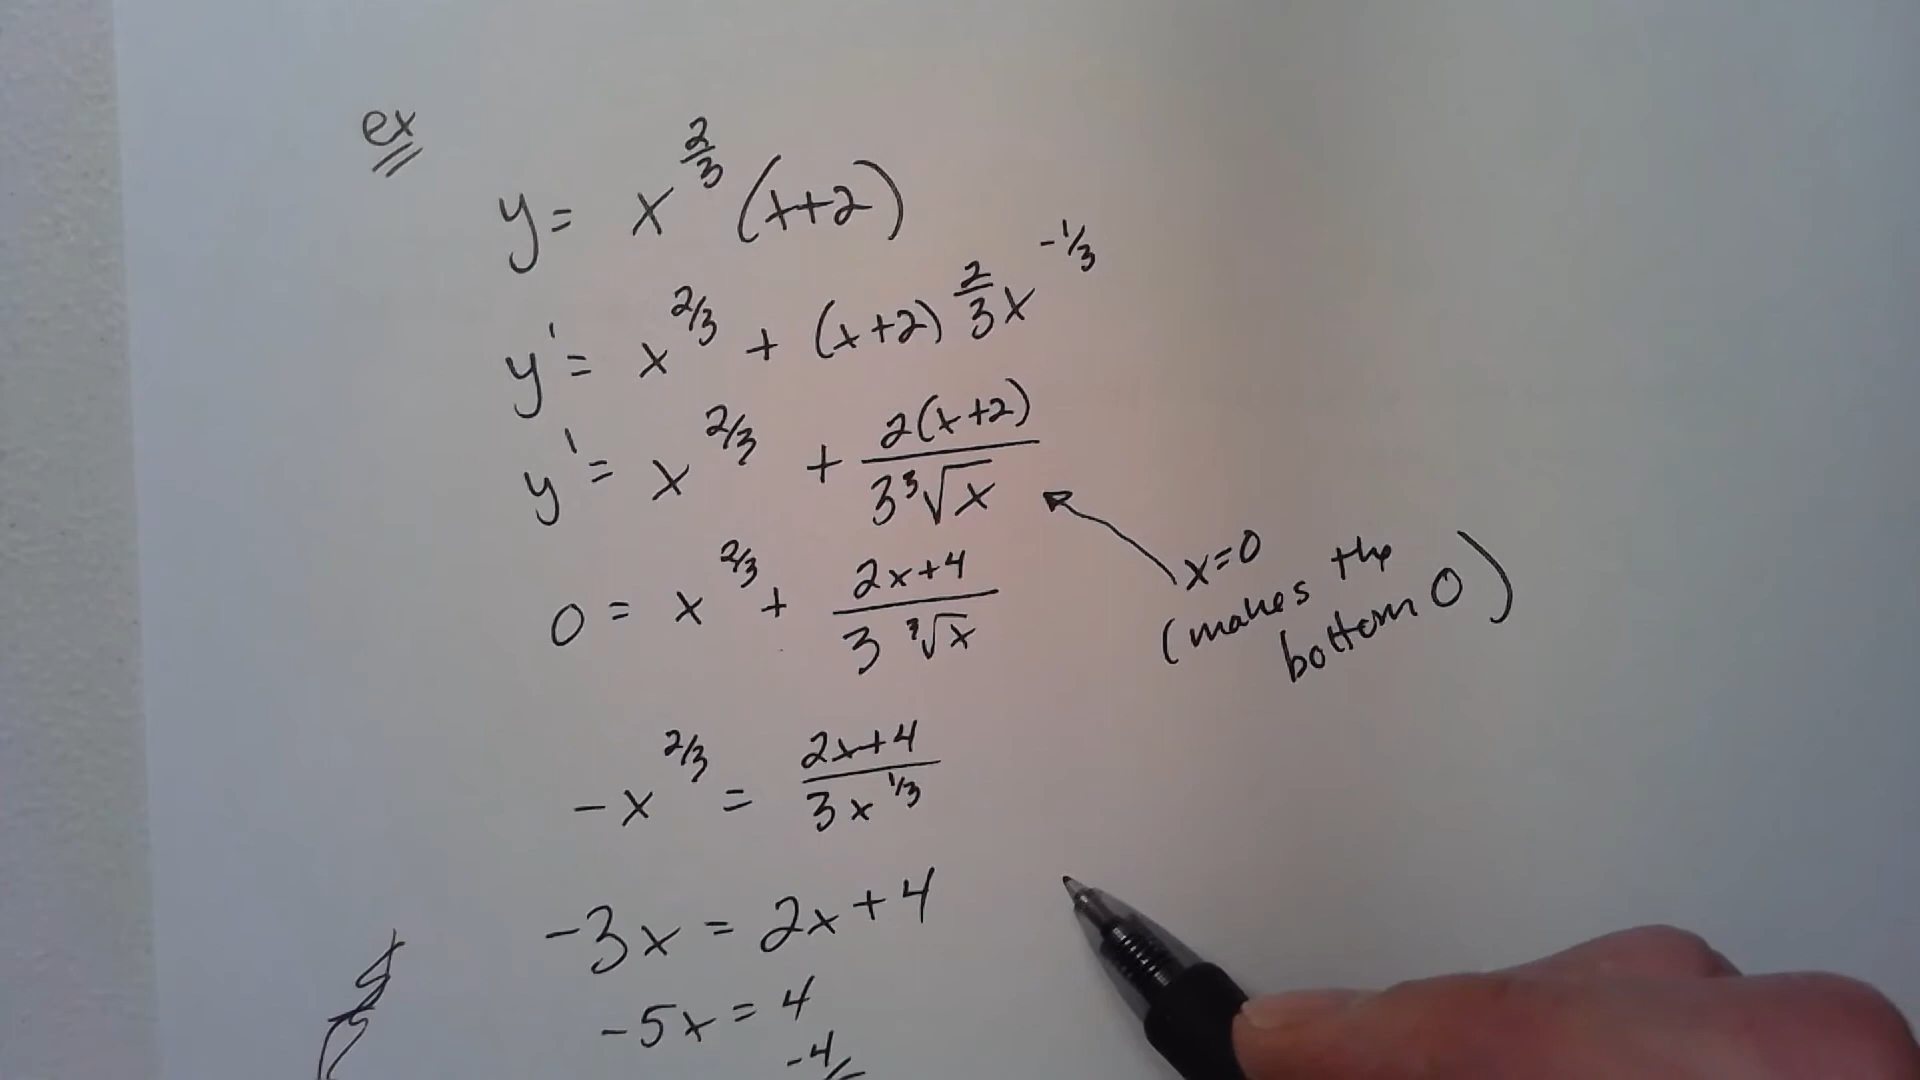 ex
y = x^{2/3} (x+2)
y' = x^{2/3} + (x+2) 2/3 x^{-1/3}
y' = x^{2/3} + 2(x+2) / 3 ∛x
x=0
(makes the
bottom 0)
0 = x^{2/3} + 2x+4 / 3 ∛x
-x^{2/3} = 2x+4 / 3x^{1/3}
-3x = 2x+4
-5x = 4
-4/